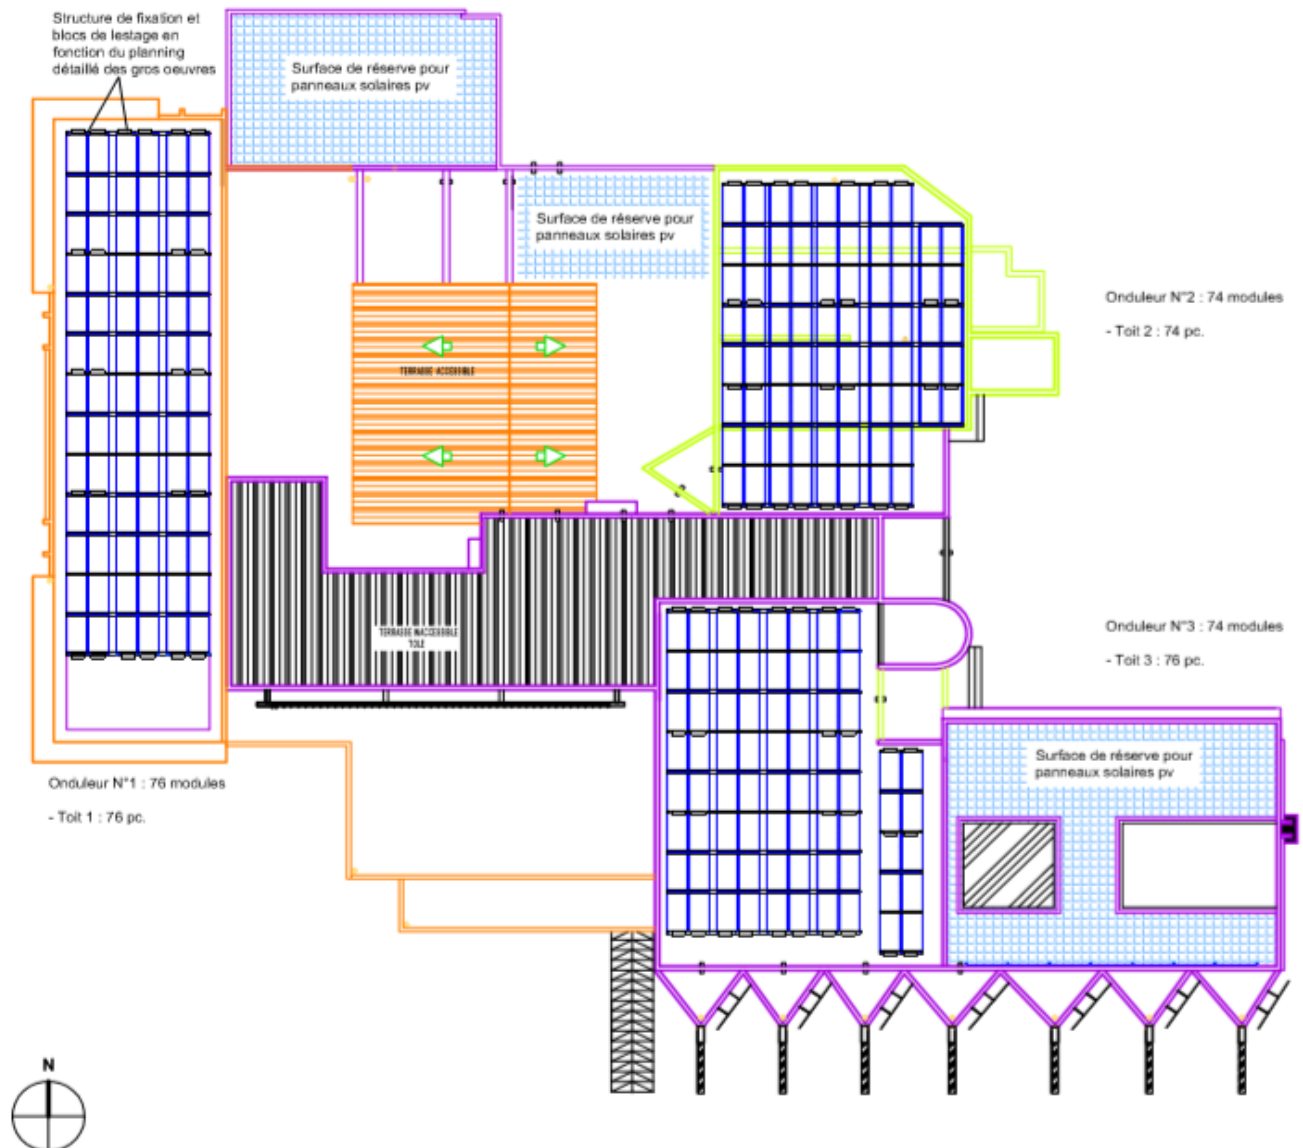 Structure de fixation et
blocs de lestage en
fonction du planning
détaillé des gros oeuvres
Surface de réserve pour
panneaux solaires pv
Surface de réserve pour
panneaux solaires pv
Onduleur N°2 : 74 modules
- Toit 2 : 74 pc.
TERRASSE ACCESSIBLE
TERRASSE INACCESSIBLE
TOLE
Onduleur N°3 : 74 modules
- Toit 3 : 76 pc.
Surface de réserve pour
panneaux solaires pv
Onduleur N°1 : 76 modules
- Toit 1 : 76 pc.
N